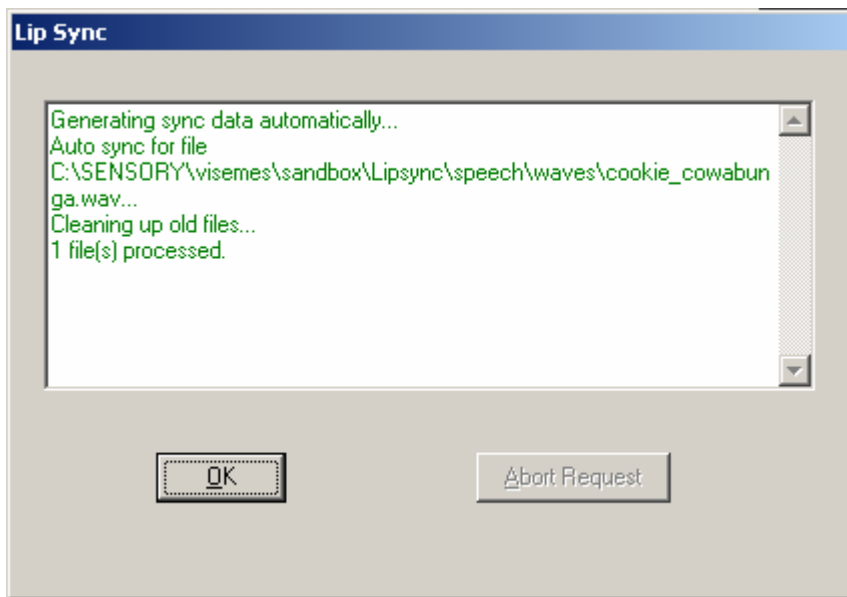 Lip Sync
Generating sync data automatically...
Auto sync for file
C:\SENSORY\visemes\sandbox\Lipsync\speech\waves\cookie_cowabun
ga.wav...
Cleaning up old files...
1 file(s) processed.
OK
Abort Request